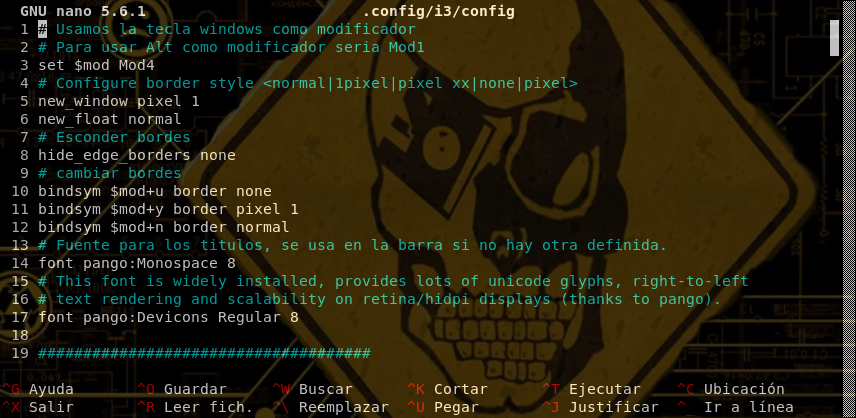 GNU nano 5.6.1 .config/i3/config
1 # Usamos la tecla windows como modificador
2 # Para usar Alt como modificador seria Mod1
3 set $mod Mod4
4 # Configure border style <normal|1pixel|pixel xx|none|pixel>
5 new_window pixel 1
6 new_float normal
7 # Esconder bordes
8 hide_edge_borders none
9 # cambiar bordes
10 bindsym $mod+u border none
11 bindsym $mod+y border pixel 1
12 bindsym $mod+n border normal
13 # Fuente para los titulos, se usa en la barra si no hay otra definida.
14 font pango:Monospace 8
15 # This font is widely installed, provides lots of unicode glyphs, right-to-left
16 # text rendering and scalability on retina/hidpi displays (thanks to pango).
17 font pango:Devicons Regular 8
18
19 #####################################
^G Ayuda ^O Guardar ^W Buscar ^K Cortar ^T Ejecutar ^C Ubicación
^X Salir ^R Leer fich. ^\ Reemplazar ^U Pegar ^J Justificar ^_ Ir a línea